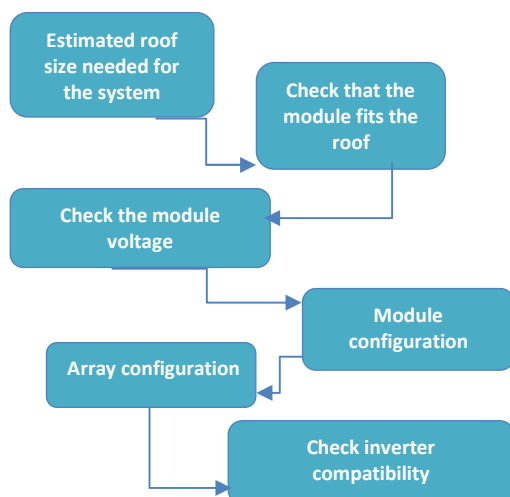 Estimated roof
size needed for
the system
Check that the
module fits the
roof
Check the module
voltage
Module
configuration
Array configuration
Check inverter
compatibility